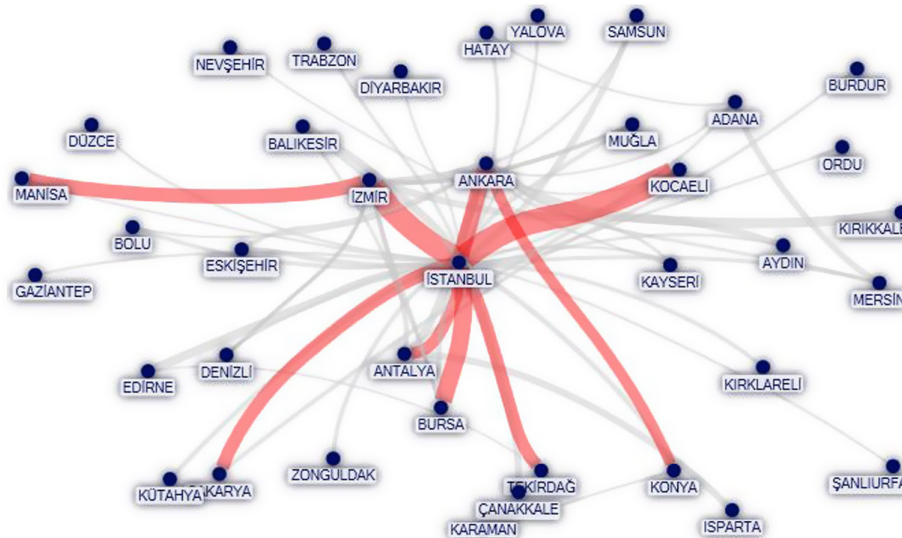 YALOVA
SAMSUN
HATAY
NEVŞEHİR
TRABZON
DİYARBAKIR
BURDUR
ADANA
DÜZCE
BALIKESİR
MUĞLA
ORDU
MANİSA
İZMİR
ANKARA
KOCAELİ
KIRIKKALE
BOLU
ESKİŞEHİR
İSTANBUL
KAYSERİ
AYDIN
GAZİANTEP
MERSİN
EDİRNE
DENİZLİ
ANTALYA
KIRKLARELİ
BURSA
ZONGULDAK
KÜTAHYA
AKARYA
TEKİRDAĞ
KONYA
ŞANLIURFA
ÇANAKKALE
KARAMAN
ISPARTA